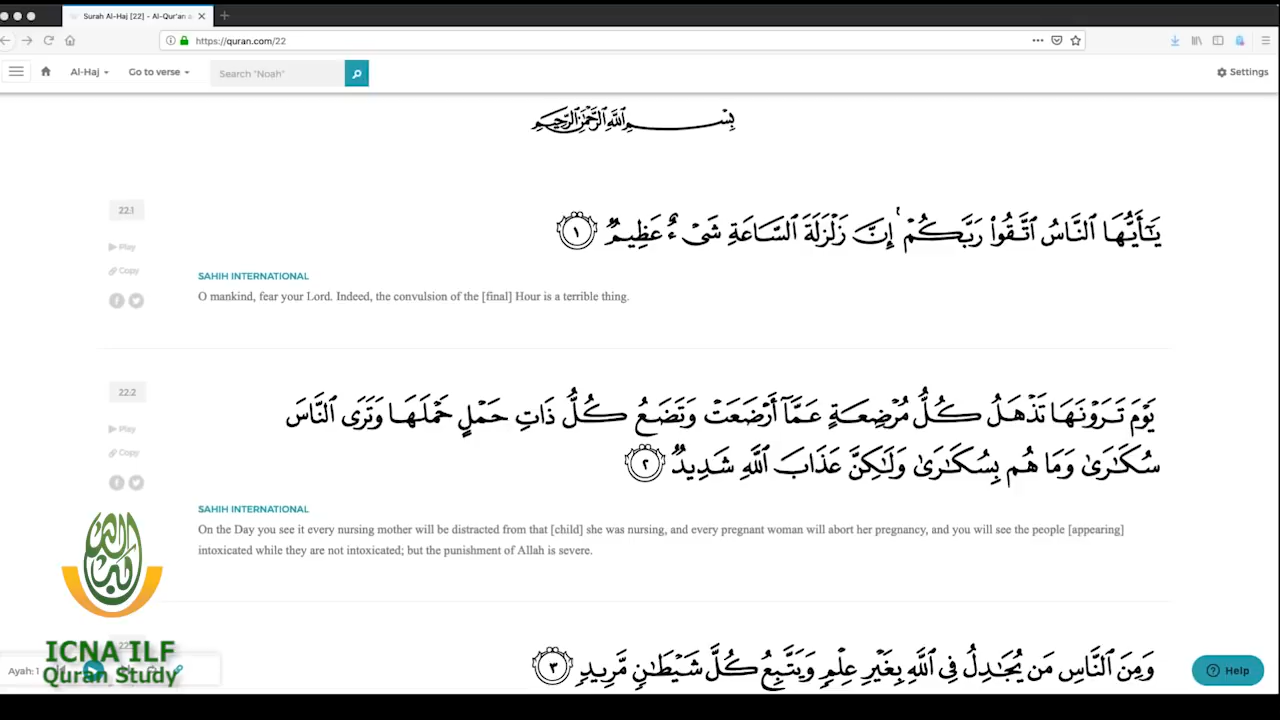 Surah Al-Haj [22] - Al-Qur'an a
https://quran.com/22
Al-Haj
Go to verse
Search "Noah"
Settings
بِسْمِ ٱللَّهِ ٱلرَّحْمَـٰنِ ٱلرَّحِيمِ
22:1
يَـٰٓأَيُّهَا ٱلنَّاسُ ٱتَّقُوا۟ رَبَّكُمْ ۚ إِنَّ زَلْزَلَةَ ٱلسَّاعَةِ شَىْءٌ عَظِيمٌ ١
Play
Copy
SAHIH INTERNATIONAL
O mankind, fear your Lord. Indeed, the convulsion of the [final] Hour is a terrible thing.
22:2
يَوْمَ تَرَوْنَهَا تَذْهَلُ كُلُّ مُرْضِعَةٍ عَمَّآ أَرْضَعَتْ وَتَضَعُ كُلُّ ذَاتِ حَمْلٍ حَمْلَهَا وَتَرَى ٱلنَّاسَ
سُكَـٰرَىٰ وَمَا هُم بِسُكَـٰرَىٰ وَلَـٰكِنَّ عَذَابَ ٱللَّهِ شَدِيدٌ ٢
Play
Copy
SAHIH INTERNATIONAL
On the Day you see it every nursing mother will be distracted from that [child] she was nursing, and every pregnant woman will abort her pregnancy, and you will see the people [appearing]
intoxicated while they are not intoxicated; but the punishment of Allah is severe.
وَمِنَ ٱلنَّاسِ مَن يُجَـٰدِلُ فِى ٱللَّهِ بِغَيْرِ عِلْمٍ وَيَتَّبِعُ كُلَّ شَيْطَـٰنٍ مَّرِيدٍ ٣
ICNA ILF
Quran Study
Ayah: 1
Help